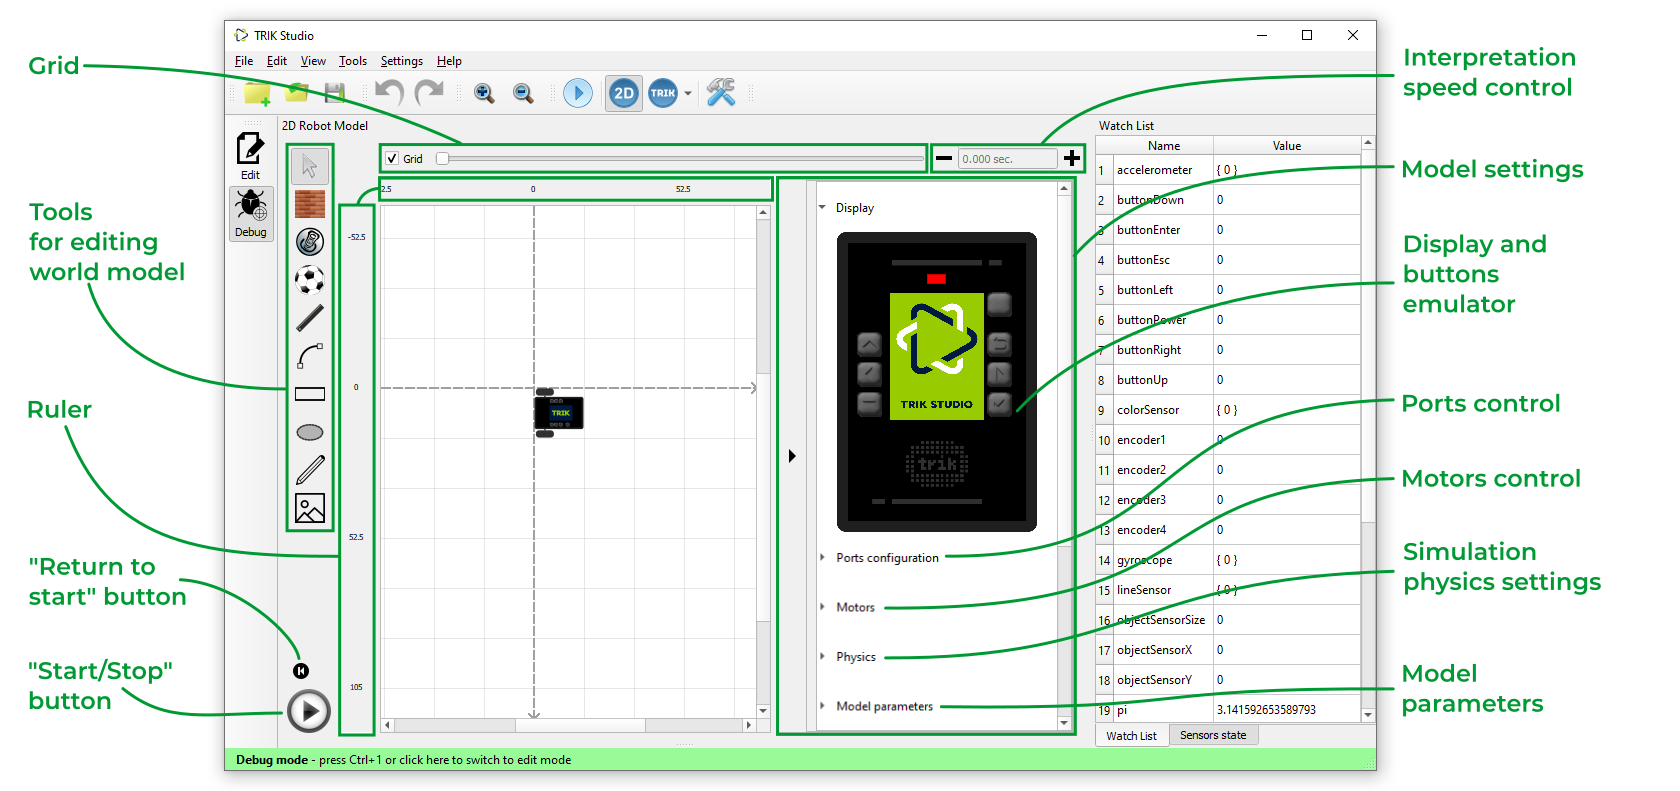 TRIK Studio
File Edit View Tools Settings Help
2D TRIK
Edit
Debug
2D Robot Model
Grid
0.000 sec.
2.5 0 52.5
-52.5
0
52.5
105
TRIK
Display
TRIK STUDIO
trik
Ports configuration
Motors
Physics
Model parameters
Watch List
Name Value
1 accelerometer { 0 }
2 buttonDown 0
3 buttonEnter 0
4 buttonEsc 0
5 buttonLeft 0
6 buttonPower 0
7 buttonRight 0
8 buttonUp 0
9 colorSensor { 0 }
10 encoder1 0
11 encoder2 0
12 encoder3 0
13 encoder4 0
14 gyroscope { 0 }
15 lineSensor { 0 }
16 objectSensorSize 0
17 objectSensorX 0
18 objectSensorY 0
19 pi 3.141592653589793
Watch List Sensors state
Debug mode - press Ctrl+1 or click here to switch to edit mode
Grid
Tools
for editing
world model
Ruler
"Return to
start" button
"Start/Stop"
button
Interpretation
speed control
Model settings
Display and
buttons
emulator
Ports control
Motors control
Simulation
physics settings
Model
parameters